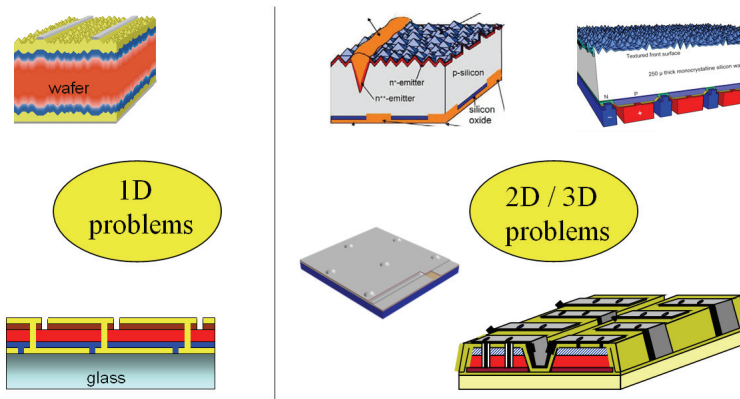 wafer
1D
problems
glass
n⁺-emitter
p-silicon
n⁺⁺-emitter
silicon
oxide
Textured front surface
250 µ thick monocrystalline silicon wa
N
P
-
+
2D / 3D
problems